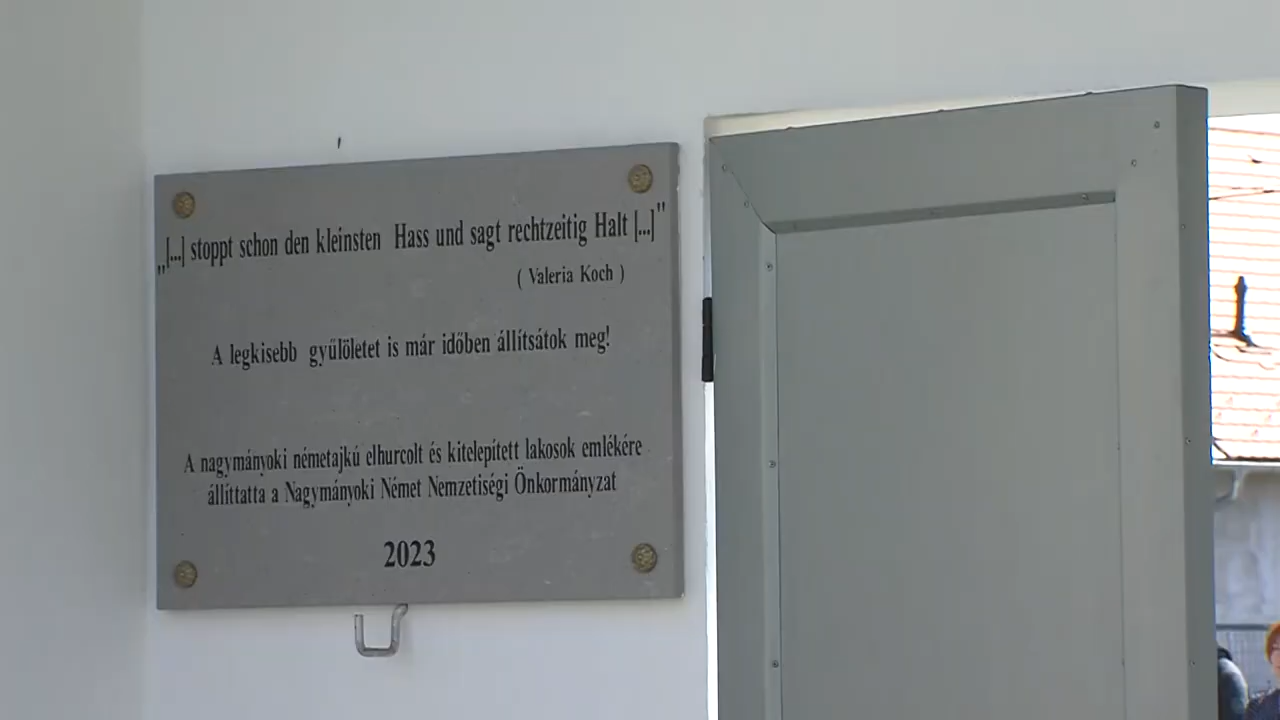 „[...] stoppt schon den kleinsten Hass und sagt rechtzeitig Halt [...]"
( Valeria Koch )
A legkisebb gyűlöletet is már időben állítsátok meg!
A nagymányoki németajkú elhurcolt és kitelepített lakosok emlékére
állíttatta a Nagymányoki Német Nemzetiségi Önkormányzat
2023